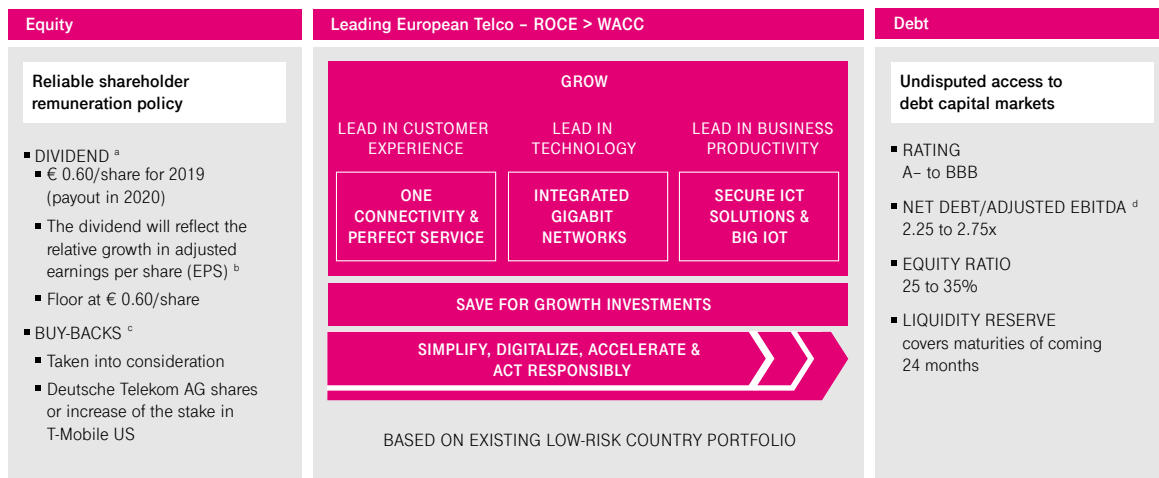 Equity
Reliable shareholder
remuneration policy
▪ DIVIDEND a
▪ € 0.60/share for 2019
(payout in 2020)
▪ The dividend will reflect the
relative growth in adjusted
earnings per share (EPS) b
▪ Floor at € 0.60/share
▪ BUY-BACKS c
▪ Taken into consideration
▪ Deutsche Telekom AG shares
or increase of the stake in
T-Mobile US
Leading European Telco – ROCE > WACC
GROW
LEAD IN CUSTOMER
EXPERIENCE
ONE
CONNECTIVITY &
PERFECT SERVICE
LEAD IN
TECHNOLOGY
INTEGRATED
GIGABIT
NETWORKS
LEAD IN BUSINESS
PRODUCTIVITY
SECURE ICT
SOLUTIONS &
BIG IOT
SAVE FOR GROWTH INVESTMENTS
SIMPLIFY, DIGITALIZE, ACCELERATE &
ACT RESPONSIBLY
BASED ON EXISTING LOW-RISK COUNTRY PORTFOLIO
Debt
Undisputed access to
debt capital markets
▪ RATING
A– to BBB
▪ NET DEBT/ADJUSTED EBITDA d
2.25 to 2.75x
▪ EQUITY RATIO
25 to 35%
▪ LIQUIDITY RESERVE
covers maturities of coming
24 months